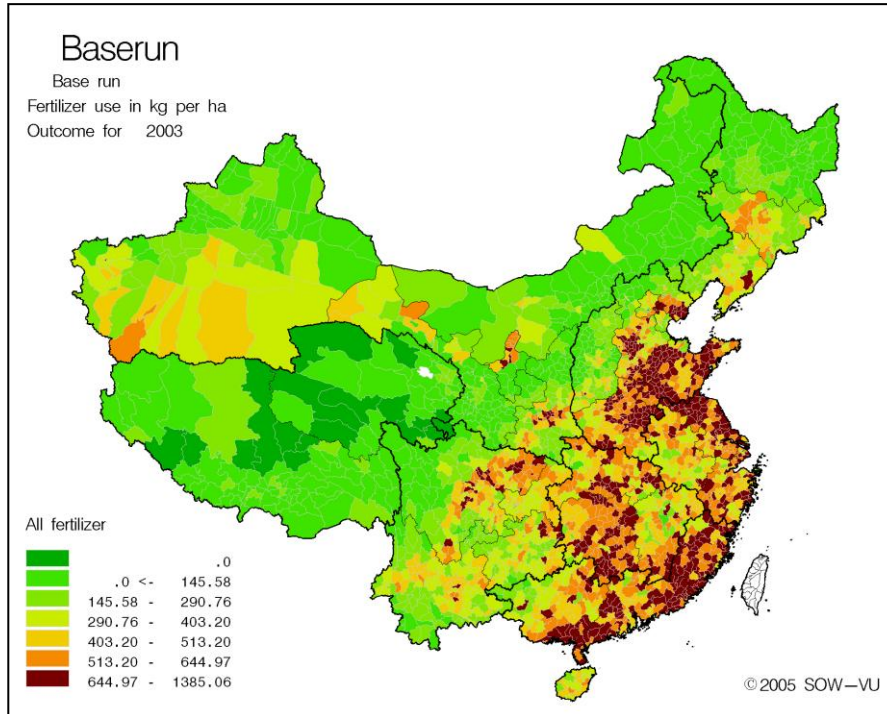 Baserun
Base run
Fertilizer use in kg per ha
Outcome for 2003
All fertilizer
.0
.0 <- 145.58
145.58 - 290.76
290.76 - 403.20
403.20 - 513.20
513.20 - 644.97
644.97 - 1385.06
©2005 SOW-VU